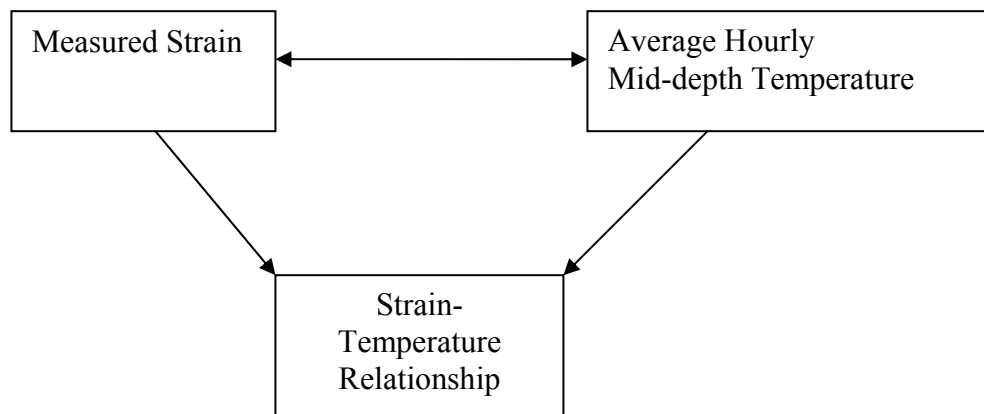 Measured Strain
Average Hourly
Mid-depth Temperature
Strain-
Temperature
Relationship